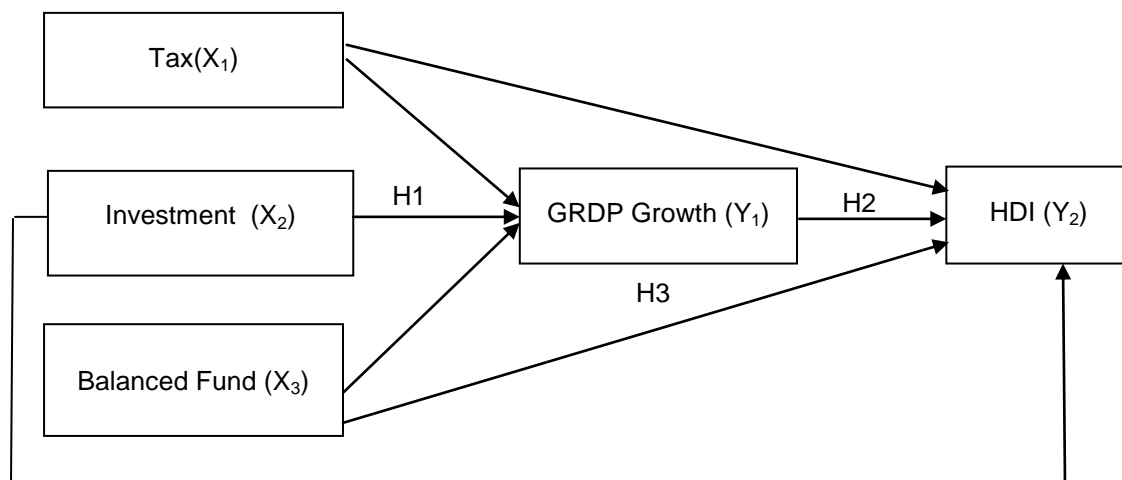 Tax(X₁)
Investment (X₂)
H1
GRDP Growth (Y₁)
H2
HDI (Y₂)
H3
Balanced Fund (X₃)